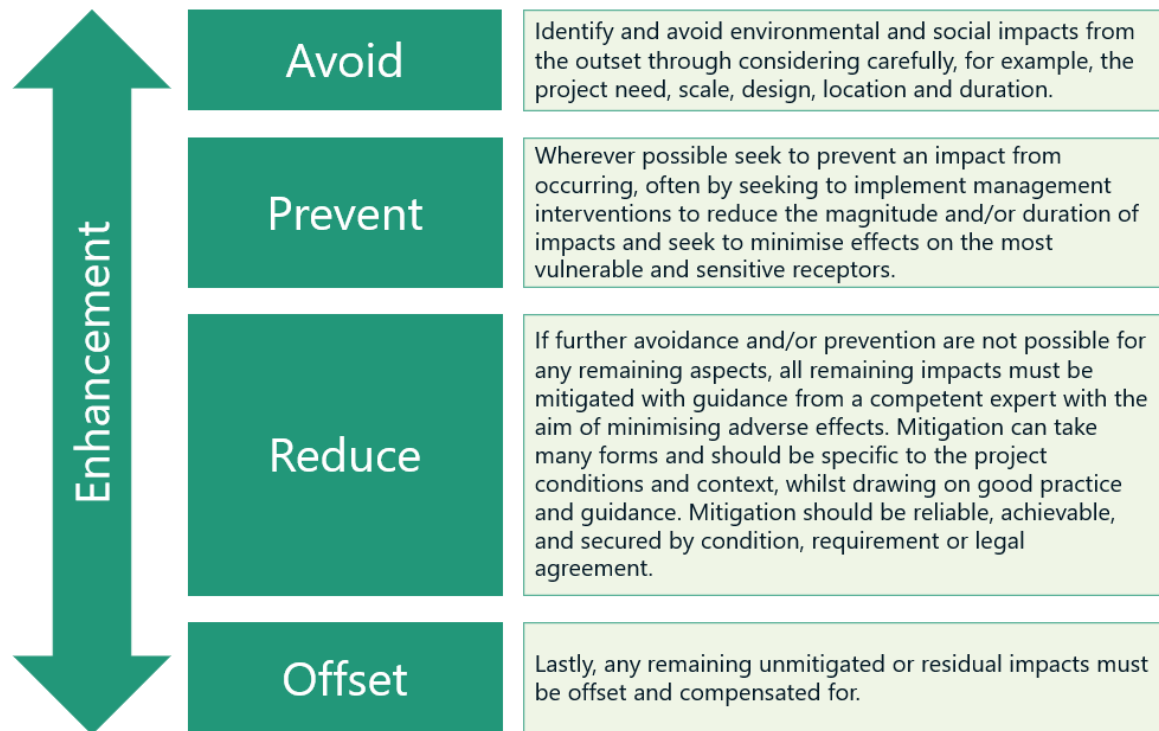 Enhancement
Avoid
Identify and avoid environmental and social impacts from
the outset through considering carefully, for example, the
project need, scale, design, location and duration.
Prevent
Wherever possible seek to prevent an impact from
occurring, often by seeking to implement management
interventions to reduce the magnitude and/or duration of
impacts and seek to minimise effects on the most
vulnerable and sensitive receptors.
Reduce
If further avoidance and/or prevention are not possible for
any remaining aspects, all remaining impacts must be
mitigated with guidance from a competent expert with the
aim of minimising adverse effects. Mitigation can take
many forms and should be specific to the project
conditions and context, whilst drawing on good practice
and guidance. Mitigation should be reliable, achievable,
and secured by condition, requirement or legal
agreement.
Offset
Lastly, any remaining unmitigated or residual impacts must
be offset and compensated for.